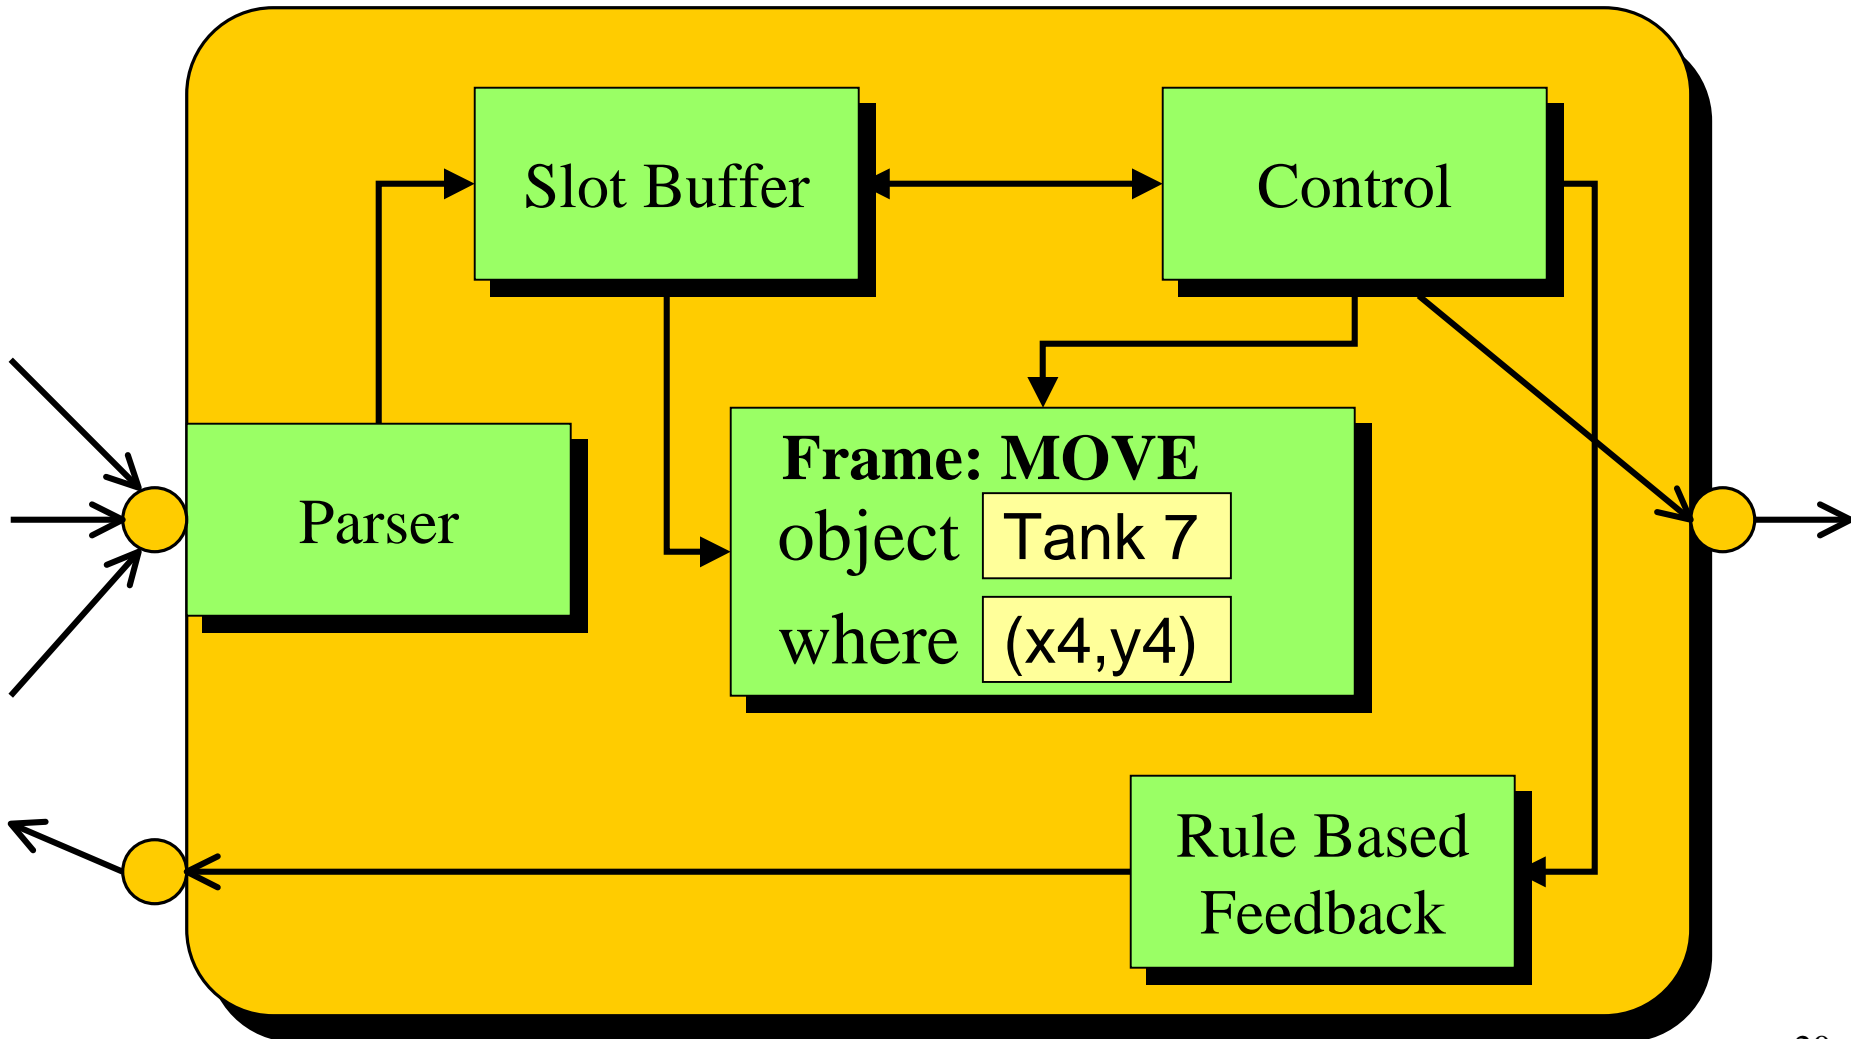 Slot Buffer
Control
Parser
Frame: MOVE
object Tank 7
where (x4,y4)
Rule Based
Feedback